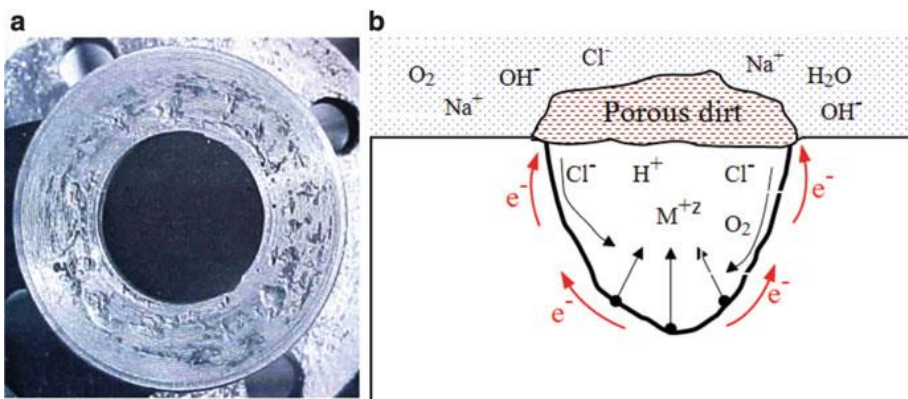 a
b
O₂ OH⁻ Cl⁻ Na⁺ H₂O
Na⁺ Porous dirt OH⁻
Cl⁻ H⁺ Cl⁻
e⁻ M⁺ᶻ O₂ e⁻
e⁻ e⁻